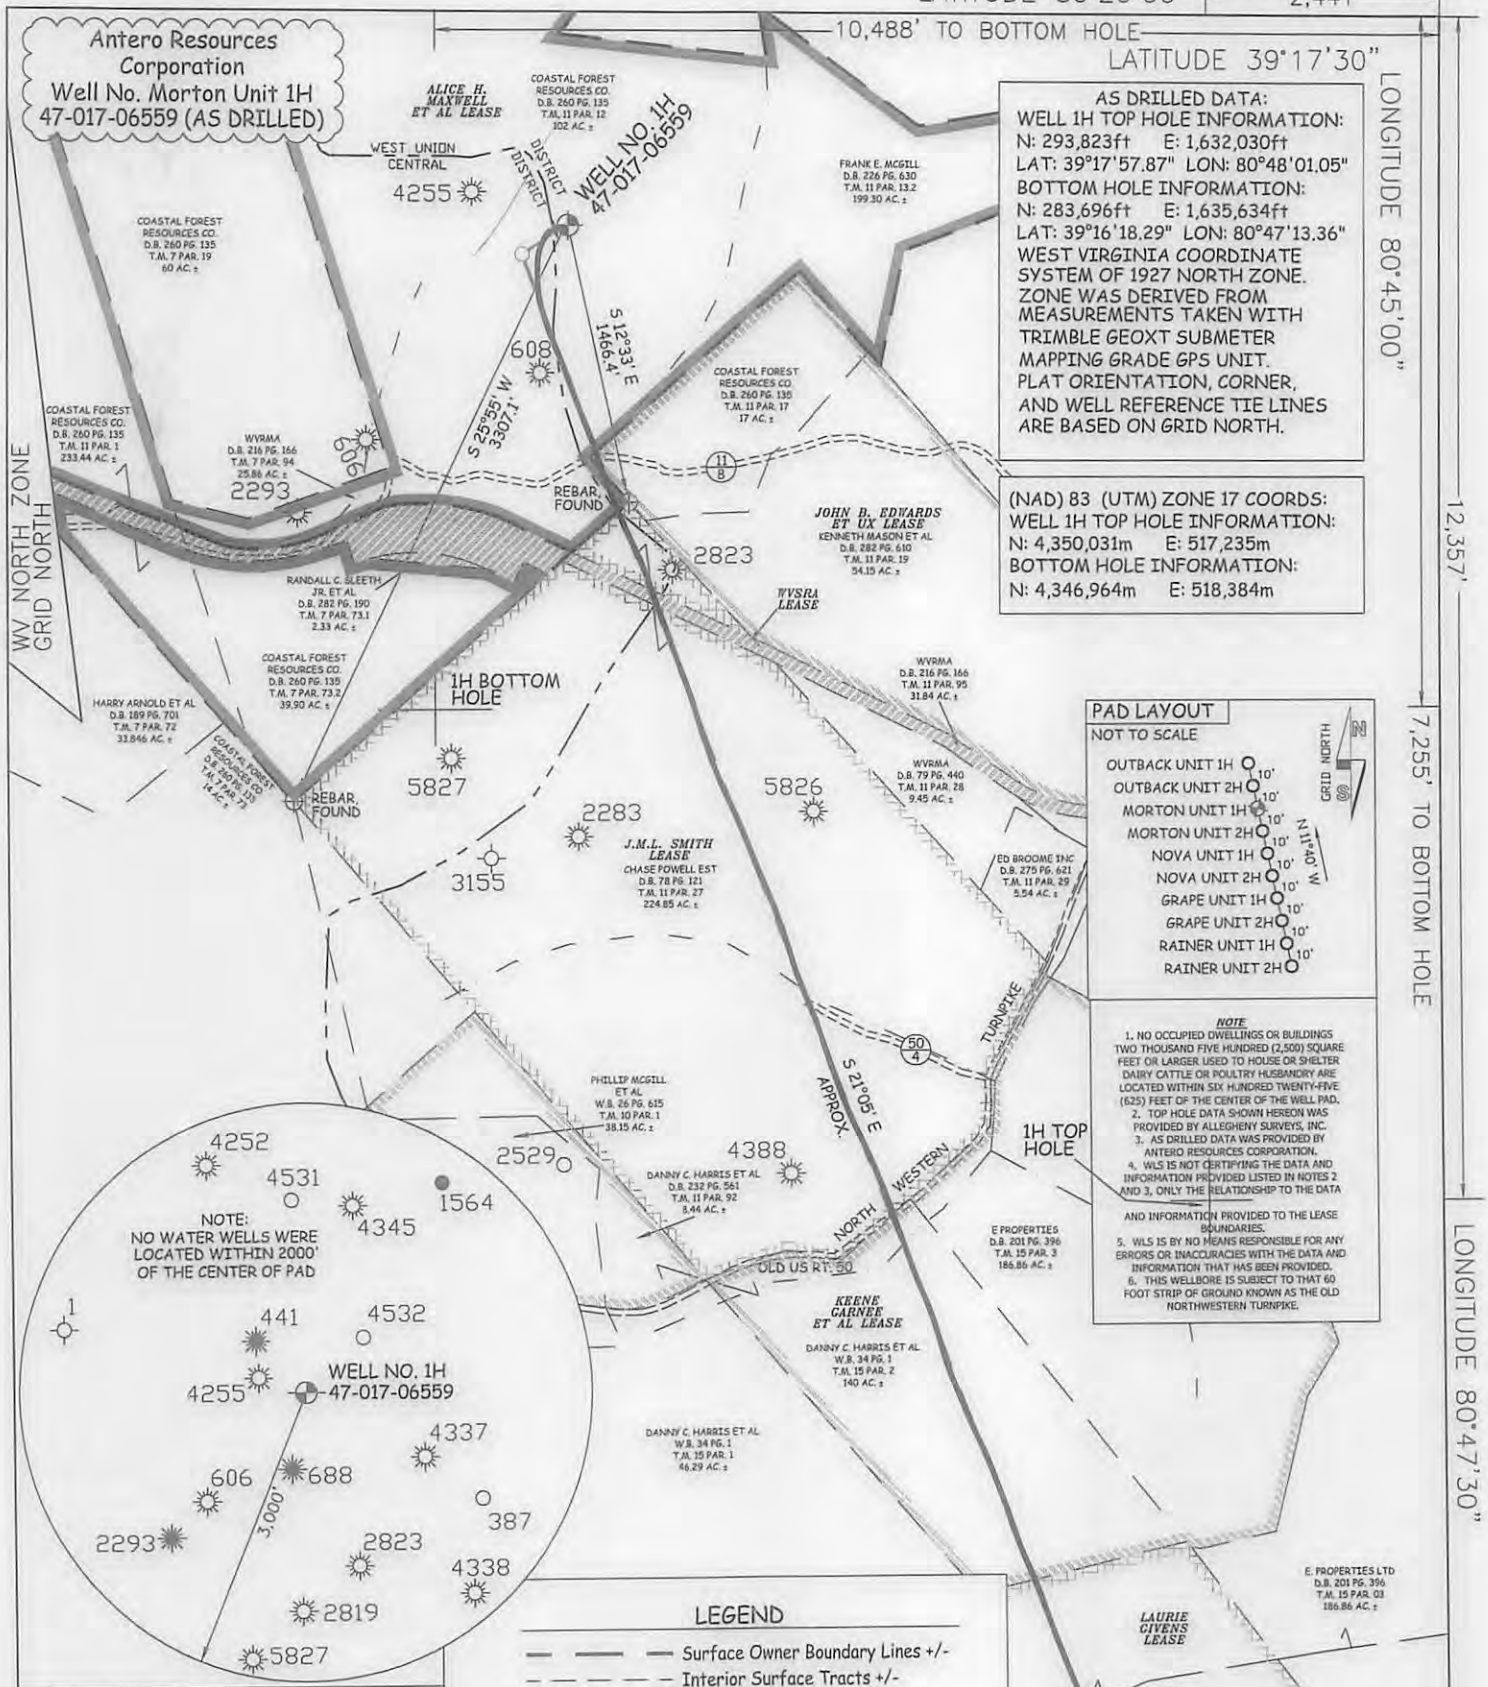 10,488' TO BOTTOM HOLE
LATITUDE 39°17'30"
LONGITUDE 80°45'00"
12,357'
7,255' TO BOTTOM HOLE
LONGITUDE 80°47'30"
Antero Resources
Corporation
Well No. Morton Unit 1H
47-017-06559 (AS DRILLED)
ALICE H.
MAXWELL
ET AL LEASE
COASTAL FOREST
RESOURCES CO.
D.B. 260 PG. 135
T.M. 11 PAR. 12
102 AC. ±
WEST UNION
CENTRAL
DISTRICT
DISTRICT
4255
WELL NO. 1H
47-017-06559
FRANK E. MCGILL
D.B. 226 PG. 630
T.M. 11 PAR. 13.2
199.30 AC. ±
AS DRILLED DATA:
WELL 1H TOP HOLE INFORMATION:
N: 293,823ft E: 1,632,030ft
LAT: 39°17'57.87" LON: 80°48'01.05"
BOTTOM HOLE INFORMATION:
N: 283,696ft E: 1,635,634ft
LAT: 39°16'18.29" LON: 80°47'13.36"
WEST VIRGINIA COORDINATE
SYSTEM OF 1927 NORTH ZONE.
ZONE WAS DERIVED FROM
MEASUREMENTS TAKEN WITH
TRIMBLE GEOXT SUBMETER
MAPPING GRADE GPS UNIT.
PLAT ORIENTATION, CORNER,
AND WELL REFERENCE TIE LINES
ARE BASED ON GRID NORTH.
(NAD) 83 (UTM) ZONE 17 COORDS:
WELL 1H TOP HOLE INFORMATION:
N: 4,350,031m E: 517,235m
BOTTOM HOLE INFORMATION:
N: 4,346,964m E: 518,384m
COASTAL FOREST
RESOURCES CO.
D.B. 260 PG. 135
T.M. 7 PAR. 19
60 AC. ±
608
S 12°33' E
1466.4'
S 25°55' W
3307.1'
COASTAL FOREST
RESOURCES CO.
D.B. 260 PG. 135
T.M. 11 PAR. 17
17 AC. ±
COASTAL FOREST
RESOURCES CO.
D.B. 260 PG. 135
T.M. 11 PAR. 1
233.44 AC. ±
WVRMA
D.B. 216 PG. 166
T.M. 7 PAR. 94
25.86 AC. ±
606
2293
WV NORTH ZONE
GRID NORTH
11
8
REBAR,
FOUND
JOHN B. EDWARDS
ET UX LEASE
KENNETH MASON ET AL
D.B. 282 PG. 610
T.M. 11 PAR. 19
54.15 AC. ±
2823
WVSRA
LEASE
RANDALL C. SLEETH
JR. ET AL
D.B. 282 PG. 190
T.M. 7 PAR. 73.1
2.33 AC. ±
COASTAL FOREST
RESOURCES CO.
D.B. 260 PG. 135
T.M. 7 PAR. 73.2
39.90 AC. ±
1H BOTTOM
HOLE
HARRY ARNOLD ET AL
D.B. 189 PG. 701
T.M. 7 PAR. 72
33.846 AC. ±
COASTAL FOREST
RESOURCES CO.
D.B. 260 PG. 135
T.M. 7 PAR. 73
14 AC. ±
REBAR,
FOUND
WVRMA
D.B. 216 PG. 166
T.M. 11 PAR. 95
31.84 AC. ±
WVRMA
D.B. 79 PG. 440
T.M. 11 PAR. 28
9.45 AC. ±
5827
5826
2283
3155
J.M.L. SMITH
LEASE
CHASE POWELL EST
D.B. 78 PG. 121
T.M. 11 PAR. 27
224.85 AC. ±
ED BROOME INC
D.B. 275 PG. 621
T.M. 11 PAR. 29
5.54 AC. ±
PAD LAYOUT
NOT TO SCALE
GRID NORTH
N
S
OUTBACK UNIT 1H
10'
OUTBACK UNIT 2H
10'
MORTON UNIT 1H
10'
MORTON UNIT 2H
10'
NOVA UNIT 1H
10'
NOVA UNIT 2H
10'
GRAPE UNIT 1H
10'
GRAPE UNIT 2H
10'
RAINER UNIT 1H
10'
RAINER UNIT 2H
N 11°40' W
NOTE
1. NO OCCUPIED DWELLINGS OR BUILDINGS
TWO THOUSAND FIVE HUNDRED (2,500) SQUARE
FEET OR LARGER USED TO HOUSE OR SHELTER
DAIRY CATTLE OR POULTRY HUSBANDRY ARE
LOCATED WITHIN SIX HUNDRED TWENTY-FIVE
(625) FEET OF THE CENTER OF THE WELL PAD.
2. TOP HOLE DATA SHOWN HEREON WAS
PROVIDED BY ALLEGHENY SURVEYS, INC.
3. AS DRILLED DATA WAS PROVIDED BY
ANTERO RESOURCES CORPORATION.
4. WLS IS NOT CERTIFYING THE DATA AND
INFORMATION PROVIDED LISTED IN NOTES 2
AND 3, ONLY THE RELATIONSHIP TO THE DATA
AND INFORMATION PROVIDED TO THE LEASE
BOUNDARIES.
5. WLS IS BY NO MEANS RESPONSIBLE FOR ANY
ERRORS OR INACCURACIES WITH THE DATA AND
INFORMATION THAT HAS BEEN PROVIDED.
6. THIS WELLBORE IS SUBJECT TO THAT 60
FOOT STRIP OF GROUND KNOWN AS THE OLD
NORTHWESTERN TURNPIKE.
1H TOP
HOLE
50
4
S 21°05' E
APPROX.
TURNPIKE
WESTERN
NORTH
OLD US RT. 50
PHILLIP MCGILL
ET AL
W.B. 26 PG. 615
T.M. 10 PAR. 1
38.15 AC. ±
2529
4388
DANNY C. HARRIS ET AL
D.B. 232 PG. 561
T.M. 11 PAR. 92
8.44 AC. ±
E PROPERTIES
D.B. 201 PG. 396
T.M. 15 PAR. 3
186.86 AC. ±
KEENE
GARNEE
ET AL LEASE
DANNY C. HARRIS ET AL
W.B. 34 PG. 1
T.M. 15 PAR. 2
140 AC. ±
DANNY C. HARRIS ET AL
W.B. 34 PG. 1
T.M. 15 PAR. 1
46.29 AC. ±
E. PROPERTIES LTD
D.B. 201 PG. 396
T.M. 15 PAR. 03
186.86 AC. ±
LAURIE
GIVENS
LEASE
4252
4531
4345
1564
NOTE:
NO WATER WELLS WERE
LOCATED WITHIN 2000'
OF THE CENTER OF PAD
1
441
4532
4255
WELL NO. 1H
47-017-06559
4337
606
688
387
3,000'
2293
2823
4338
2819
5827
LEGEND
Surface Owner Boundary Lines +/-
Interior Surface Tracts +/-